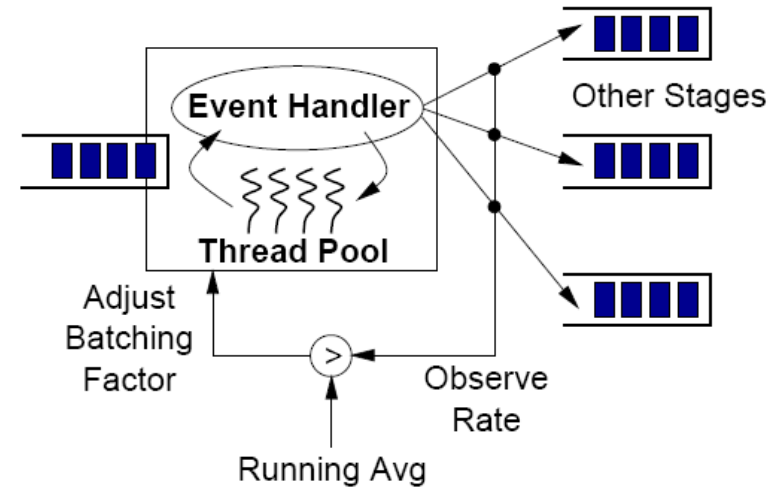 Event Handler
Other Stages
Thread Pool
Adjust
Batching
Factor
>
Observe
Rate
Running Avg